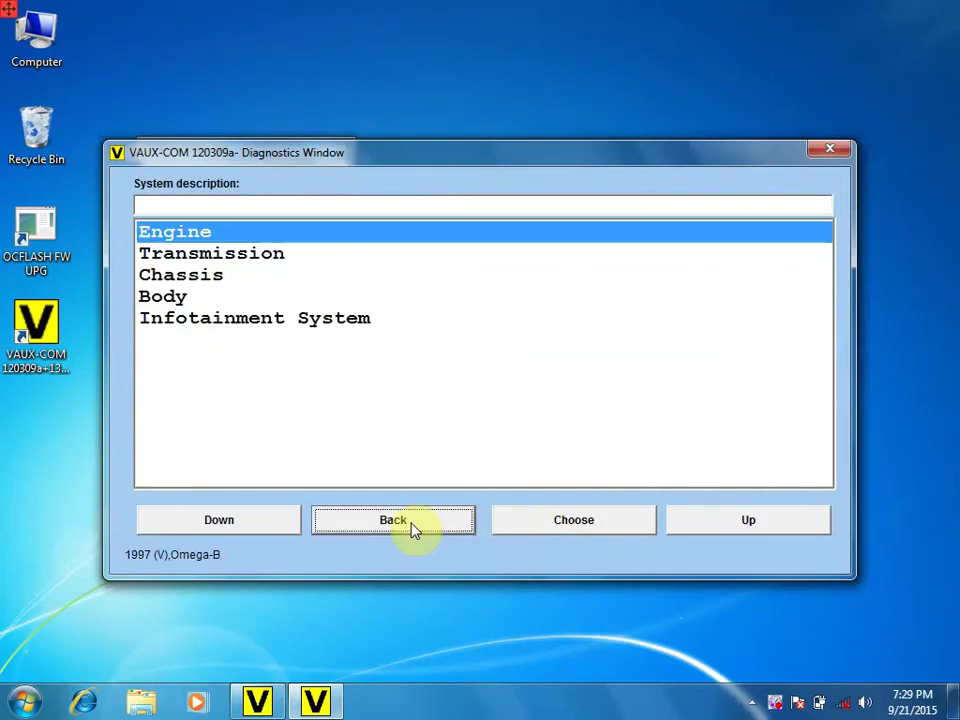 Computer
Recycle Bin
OCFLASH FW
UPG
VAUX-COM
120309a+13...
VAUX-COM 120309a- Diagnostics Window
System description:
Engine
Transmission
Chassis
Body
Infotainment System
Down
Back
Choose
Up
1997 (V),Omega-B
7:29 PM
9/21/2015